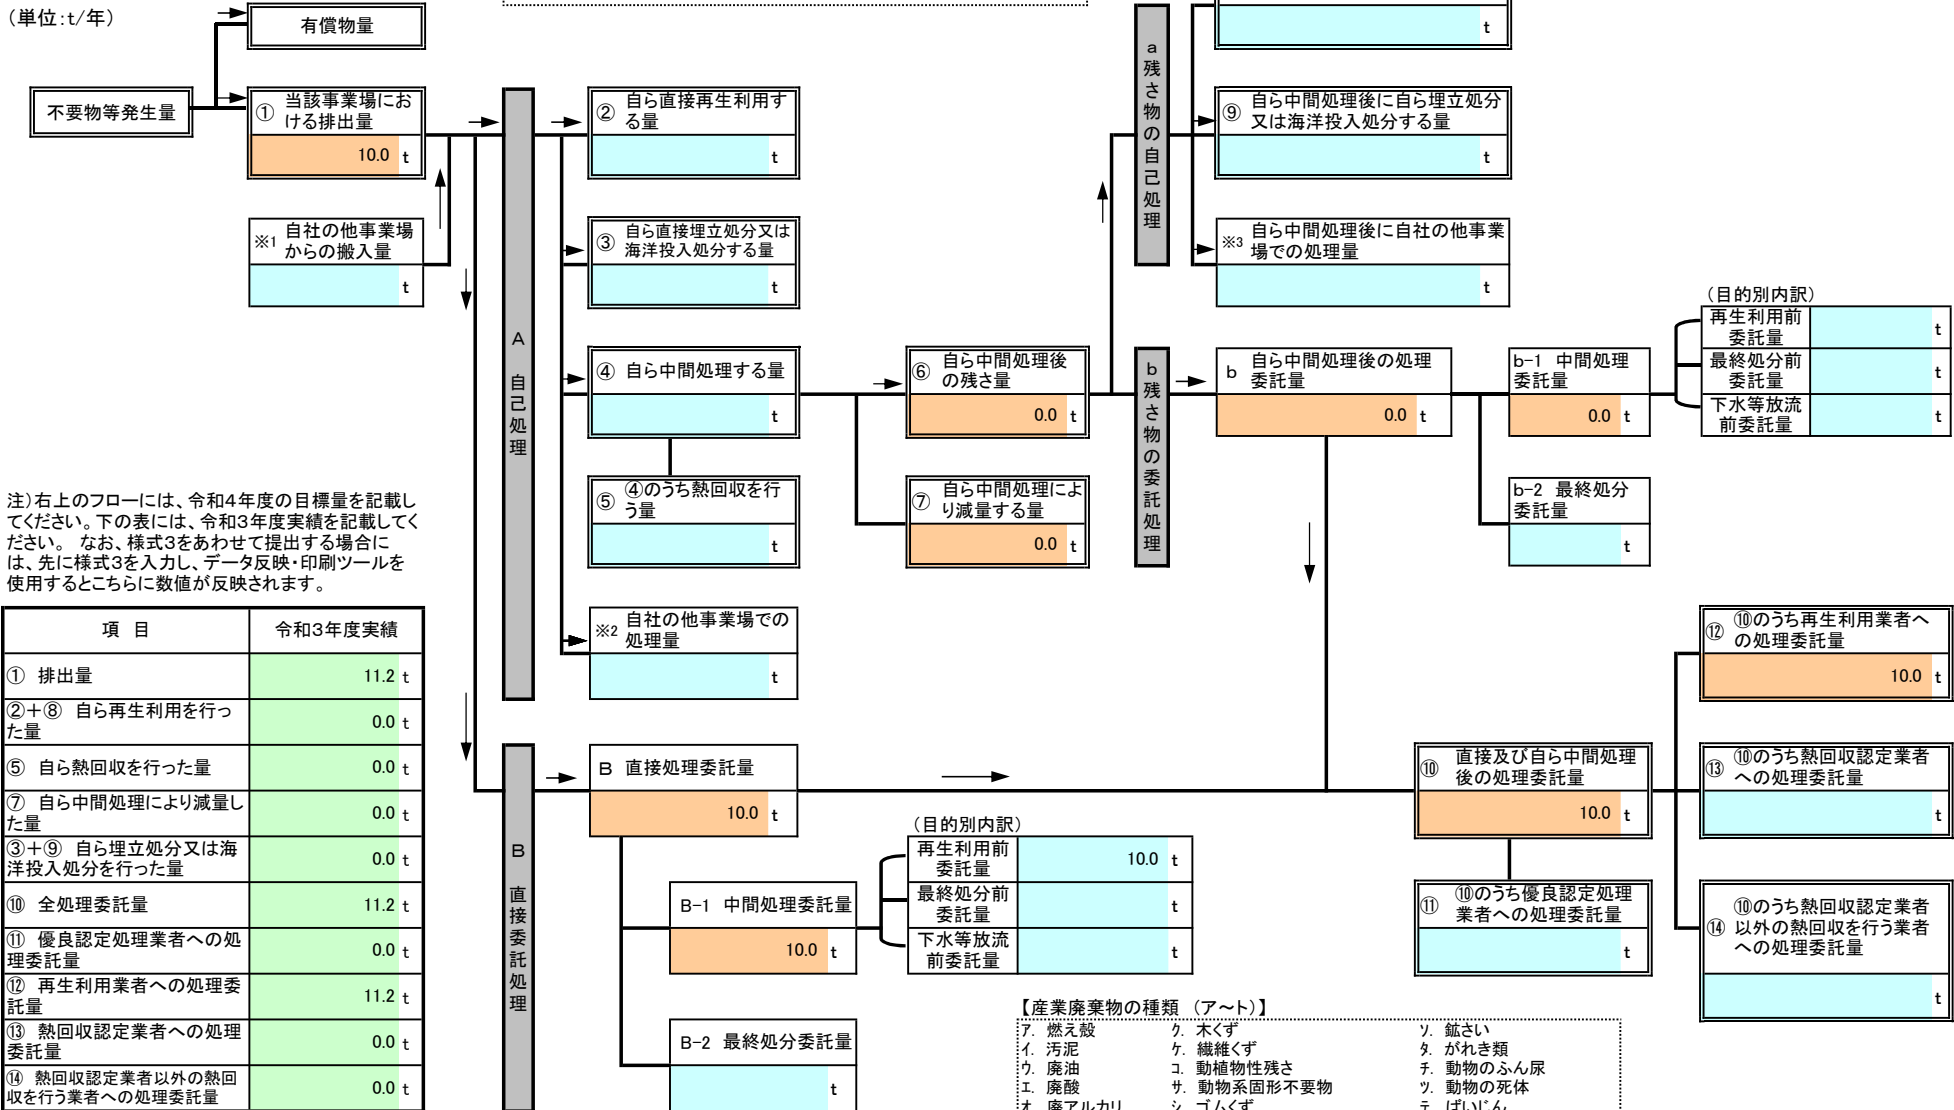 （単位:t/年）
有償物量
不要物等発生量
① 当該事業場にお
ける排出量
10.0 t
※1 自社の他事業場
からの搬入量
t
A 自己処理
② 自ら直接再生利用す
る量
t
③ 自ら直接埋立処分又は
海洋投入処分する量
t
④ 自ら中間処理する量
t
⑤ ④のうち熱回収を行
う量
t
※2 自社の他事業場での
処理量
t
⑥ 自ら中間処理後
の残さ量
0.0 t
⑦ 自ら中間処理によ
り減量する量
0.0 t
a 残さ物の自己処理
t
⑨ 自ら中間処理後に自ら埋立処分
又は海洋投入処分する量
t
※3 自ら中間処理後に自社の他事業
場での処理量
t
b 残さ物の委託処理
b 自ら中間処理後の処理
委託量
0.0 t
b-1 中間処理
委託量
0.0 t
（目的別内訳）
再生利用前
委託量
t
最終処分前
委託量
t
下水等放流
前委託量
t
b-2 最終処分
委託量
t
注）右上のフローには、令和４年度の目標量を記載し
てください。下の表には、令和３年度実績を記載してく
ださい。 なお、様式３をあわせて提出する場合に
は、先に様式３を入力し、データ反映・印刷ツールを
使用するとこちらに数値が反映されます。
項 目 令和３年度実績
① 排出量 11.2 t
②＋⑧ 自ら再生利用を行っ
た量 0.0 t
⑤ 自ら熱回収を行った量 0.0 t
⑦ 自ら中間処理により減量し
た量 0.0 t
③＋⑨ 自ら埋立処分又は海
洋投入処分を行った量 0.0 t
⑩ 全処理委託量 11.2 t
⑪ 優良認定処理業者への処
理委託量 0.0 t
⑫ 再生利用業者への処理委
託量 11.2 t
⑬ 熱回収認定業者への処理
委託量 0.0 t
⑭ 熱回収認定業者以外の熱回
収を行う業者への処理委託量 0.0 t
B 直接委託処理
B 直接処理委託量
10.0 t
B-1 中間処理委託量
10.0 t
（目的別内訳）
再生利用前
委託量
10.0 t
最終処分前
委託量
t
下水等放流
前委託量
t
B-2 最終処分委託量
t
⑩ 直接及び自ら中間処理
後の処理委託量
10.0 t
⑪ ⑩のうち優良認定処理
業者への処理委託量
t
⑫ ⑩のうち再生利用業者へ
の処理委託量
10.0 t
⑬ ⑩のうち熱回収認定業者
への処理委託量
t
⑭ ⑩のうち熱回収認定業者
以外の熱回収を行う業者
への処理委託量
t
【産業廃棄物の種類 （ア～ト）】
ア. 燃え殻 ク. 木くず ソ. 鉱さい
イ. 汚泥 ケ. 繊維くず タ. がれき類
ウ. 廃油 コ. 動植物性残さ チ. 動物のふん尿
エ. 廃酸 サ. 動物系固形不要物 ツ. 動物の死体
オ. 廃アルカリ シ. ゴムくず テ. ばいじん